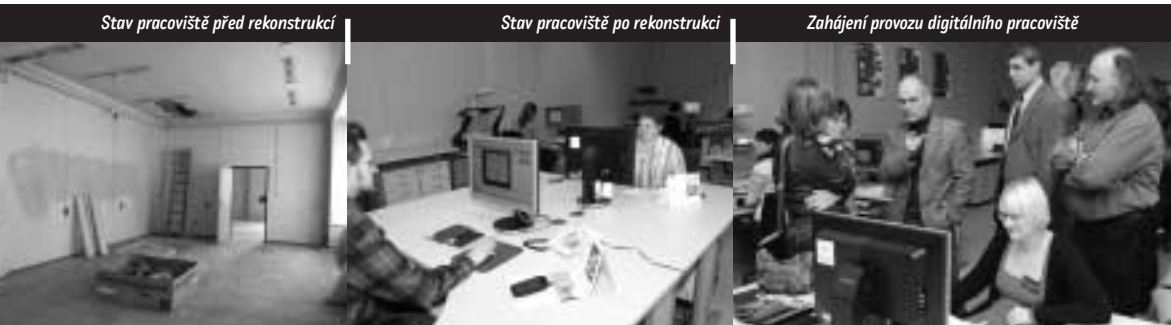 Stav pracoviště před rekonstrukcí
Stav pracoviště po rekonstrukci
Zahájení provozu digitálního pracoviště